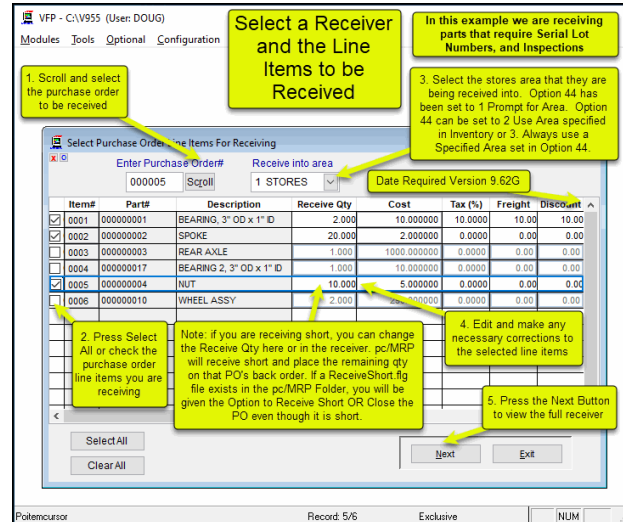 VFP - C:\V955 (User: DOUG)
Modules Tools Optional Configuration
Select a Receiver
and the Line
Items to be
Received
In this example we are receiving
parts that require Serial Lot
Numbers, and Inspections
1. Scroll and select
the purchase order
to be received
3. Select the stores area that they are
being received into. Option 44 has
been set to 1 Prompt for Area. Option
44 can be set to 2 Use Area specified
in Inventory or 3. Always use a
Specified Area set in Option 44.
Select Purchase Order Line Items For Receiving
Enter Purchase Order# Receive into area
000005 Scroll 1 STORES
Date Required Version 9.62G
Item# Part# Description Receive Qty Cost Tax (%) Freight Discount
0001 000000001 BEARING, 3" OD x 1" ID 2.000 10.000000 10.0000 10.00 10.00
0002 000000002 SPOKE 20.000 2.000000 0.0000 0.00 0.00
0003 000000003 REAR AXLE 1.000 1000.000000 0.0000 0.00 0.00
0004 000000017 BEARING 2, 3" OD x 1" ID 1.000 10.000000 0.0000 0.00 0.00
0005 000000004 NUT 10.000 5.000000 0.0000 0.00 0.00
0006 000000010 WHEEL ASSY 2.000 0.0000 0.00 0.00
2. Press Select
All or check the
purchase order
line items you are
receiving
Note: if you are receiving short, you can change
the Receive Qty here or in the receiver. pc/MRP
will receive short and place the remaining qty
on that PO's back order. If a ReceiveShort.flg
file exists in the pc/MRP Folder, you will be
given the Option to Receive Short OR Close the
PO even though it is short.
4. Edit and make any
necessary corrections to
the selected line items
5. Press the Next Button
to view the full receiver
Select All
Clear All
Next Exit
Poitemcursor Record: 5/6 Exclusive NUM